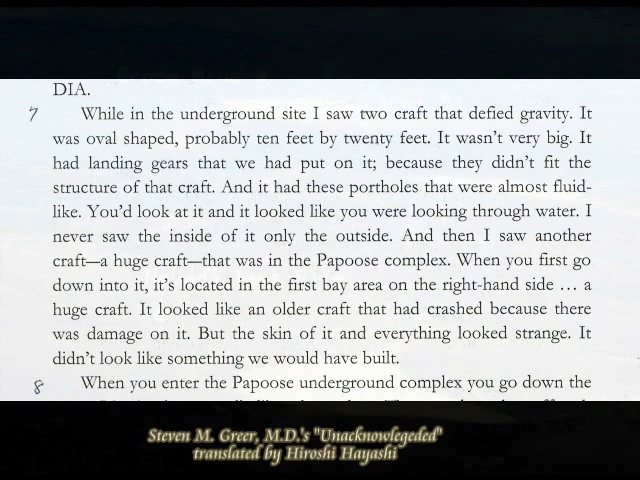 DIA.
7 While in the underground site I saw two craft that defied gravity. It
was oval shaped, probably ten feet by twenty feet. It wasn't very big. It
had landing gears that we had put on it; because they didn't fit the
structure of that craft. And it had these portholes that were almost fluid-
like. You'd look at it and it looked like you were looking through water. I
never saw the inside of it only the outside. And then I saw another
craft—a huge craft—that was in the Papoose complex. When you first go
down into it, it's located in the first bay area on the right-hand side … a
huge craft. It looked like an older craft that had crashed because there
was damage on it. But the skin of it and everything looked strange. It
didn't look like something we would have built.
8 When you enter the Papoose underground complex you go down the
Steven M. Greer, M.D.'s "Unacknowlegeded"
translated by Hiroshi Hayashi